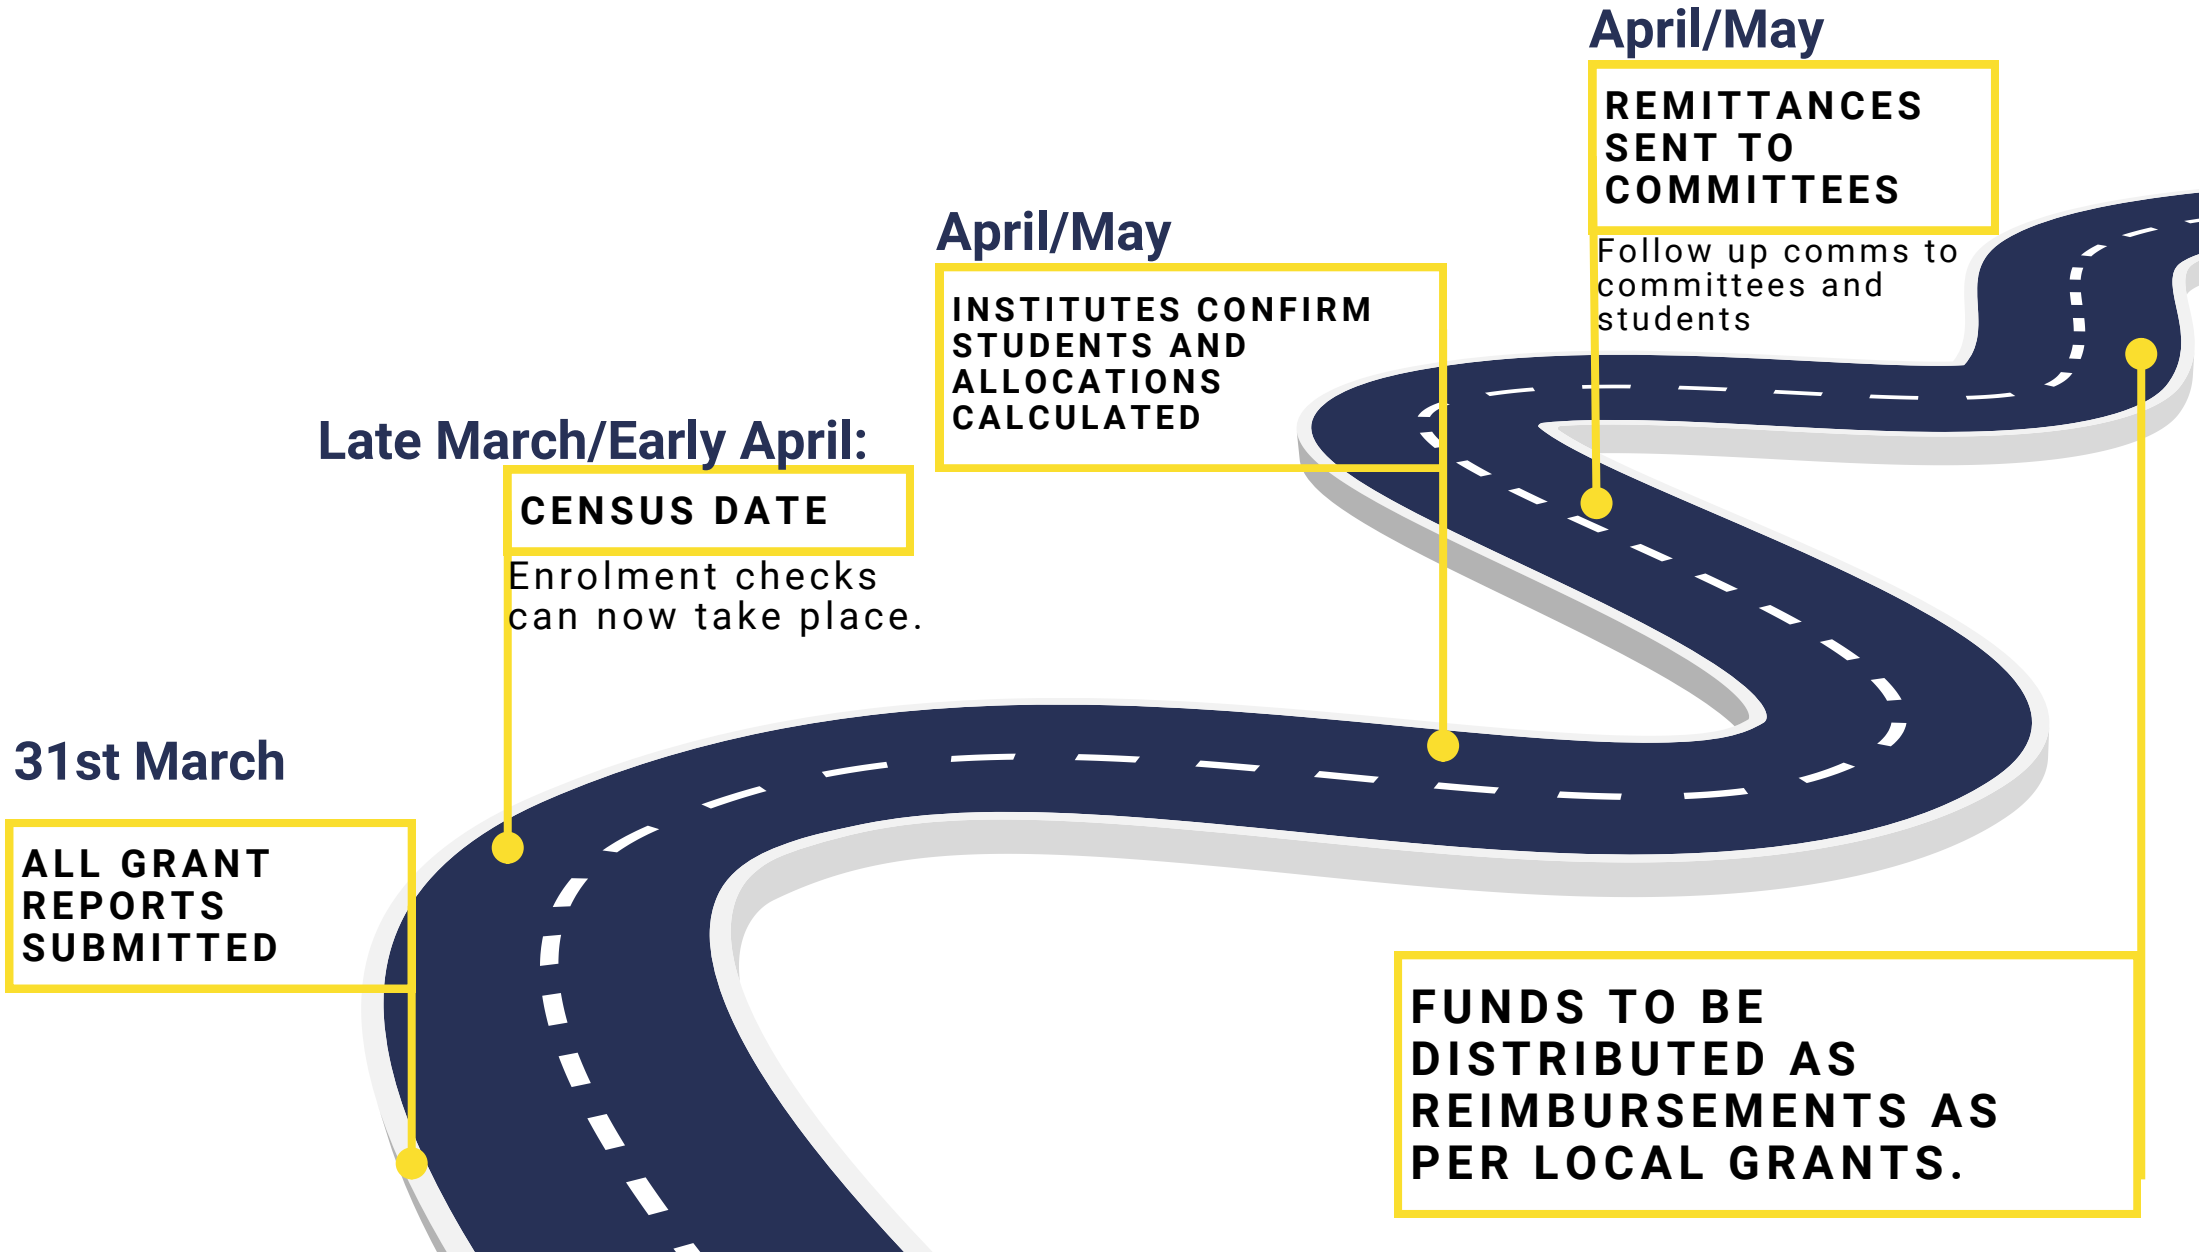 31st March
ALL GRANT
REPORTS
SUBMITTED
Late March/Early April:
CENSUS DATE
Enrolment checks
can now take place.
April/May
INSTITUTES CONFIRM
STUDENTS AND
ALLOCATIONS
CALCULATED
April/May
REMITTANCES
SENT TO
COMMITTEES
Follow up comms to
committees and
students
FUNDS TO BE
DISTRIBUTED AS
REIMBURSEMENTS AS
PER LOCAL GRANTS.